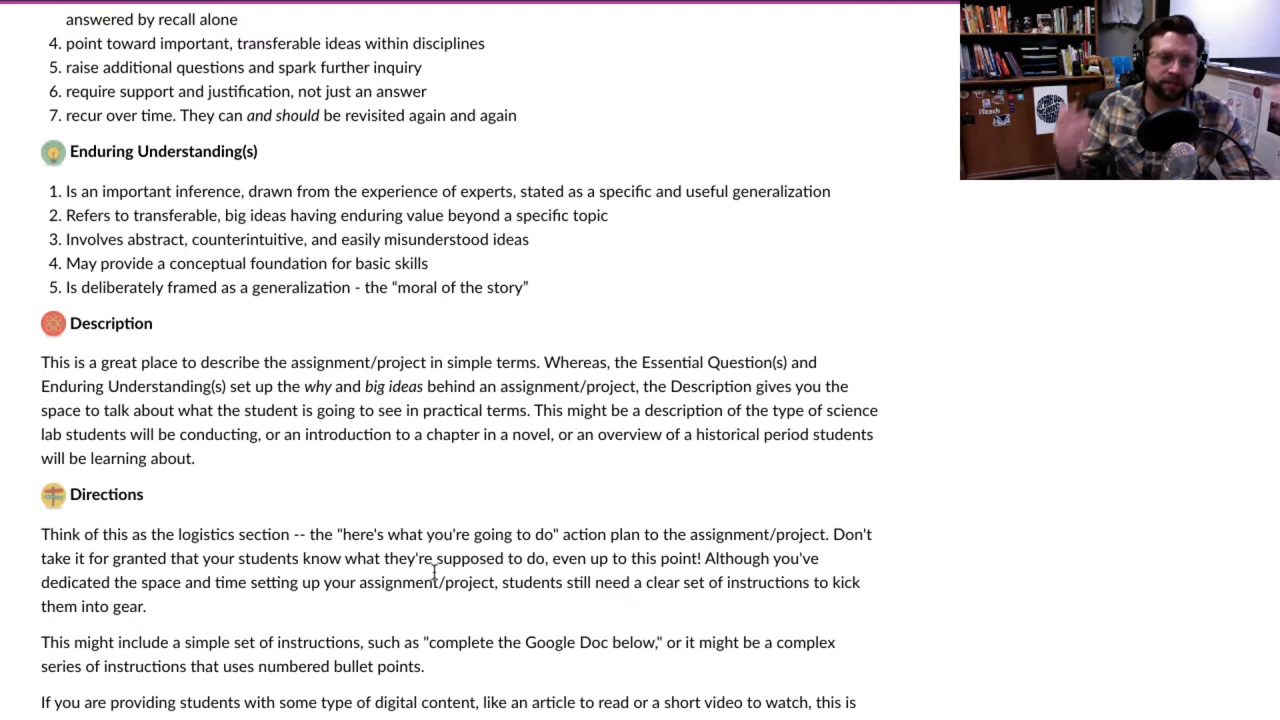 answered by recall alone
4. point toward important, transferable ideas within disciplines
5. raise additional questions and spark further inquiry
6. require support and justification, not just an answer
7. recur over time. They can and should be revisited again and again
Enduring Understanding(s)
1. Is an important inference, drawn from the experience of experts, stated as a specific and useful generalization
2. Refers to transferable, big ideas having enduring value beyond a specific topic
3. Involves abstract, counterintuitive, and easily misunderstood ideas
4. May provide a conceptual foundation for basic skills
5. Is deliberately framed as a generalization - the “moral of the story”
Description
This is a great place to describe the assignment/project in simple terms. Whereas, the Essential Question(s) and
Enduring Understanding(s) set up the why and big ideas behind an assignment/project, the Description gives you the
space to talk about what the student is going to see in practical terms. This might be a description of the type of science
lab students will be conducting, or an introduction to a chapter in a novel, or an overview of a historical period students
will be learning about.
Directions
Think of this as the logistics section -- the "here's what you're going to do" action plan to the assignment/project. Don't
take it for granted that your students know what they're supposed to do, even up to this point! Although you've
dedicated the space and time setting up your assignment/project, students still need a clear set of instructions to kick
them into gear.
This might include a simple set of instructions, such as "complete the Google Doc below," or it might be a complex
series of instructions that uses numbered bullet points.
If you are providing students with some type of digital content, like an article to read or a short video to watch, this is
iTeach